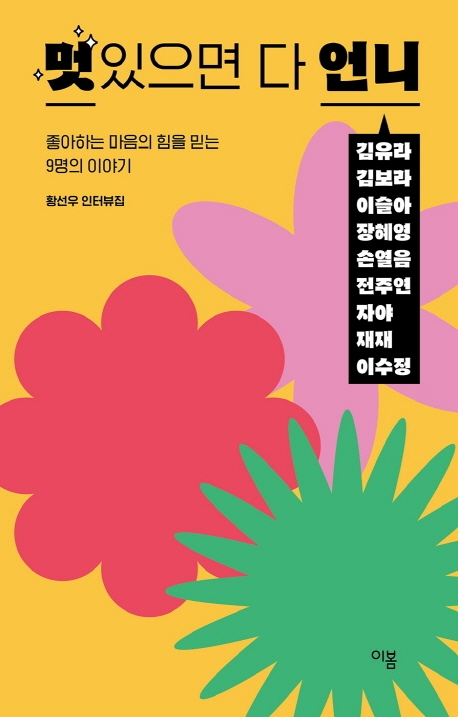 멋있으면 다 언니
좋아하는 마음의 힘을 믿는
9명의 이야기
황선우 인터뷰집
김유라
김보라
이슬아
장혜영
손열음
전주연
자야
재재
이수정
이봄